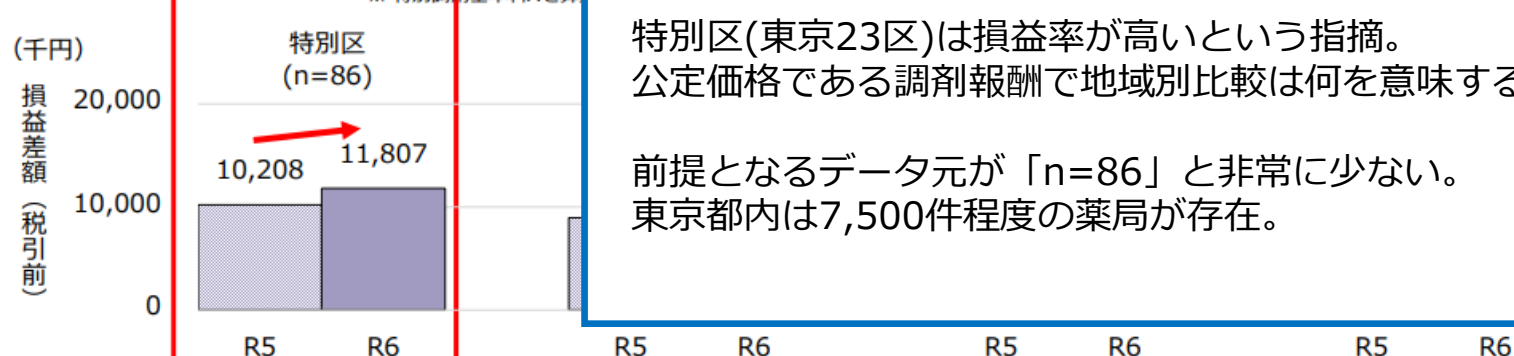 (千円)
特別区
(n=86)
損益差額（税引前）
20,000
10,000
0
10,208
11,807
R5 R6 R5 R6 R5 R6 R5 R6
特別区(東京23区)は損益率が高いという指摘。
公定価格である調剤報酬で地域別比較は何を意味する
前提となるデータ元が「n=86」と非常に少ない。
東京都内は7,500件程度の薬局が存在。